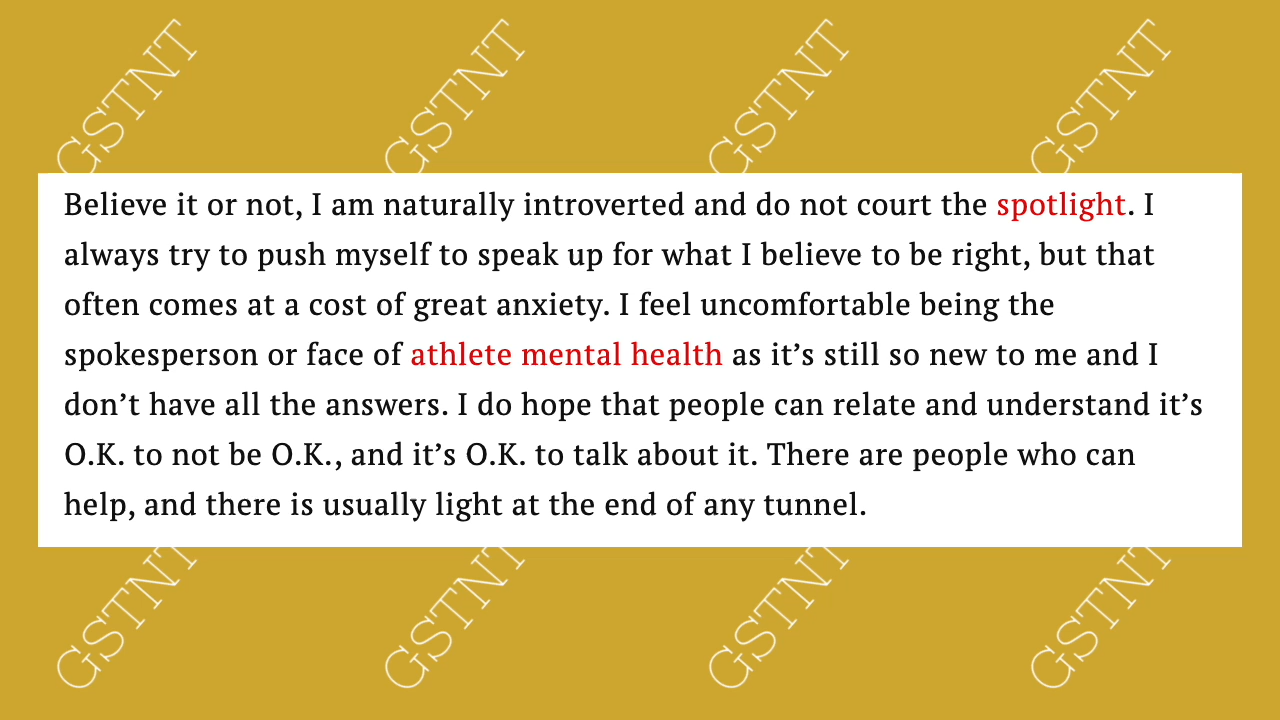 GSTNT GSTNT GSTNT GSTNT
Believe it or not, I am naturally introverted and do not court the spotlight. I
always try to push myself to speak up for what I believe to be right, but that
often comes at a cost of great anxiety. I feel uncomfortable being the
spokesperson or face of athlete mental health as it’s still so new to me and I
don’t have all the answers. I do hope that people can relate and understand it’s
O.K. to not be O.K., and it’s O.K. to talk about it. There are people who can
help, and there is usually light at the end of any tunnel.
GSTNT GSTNT GSTNT GSTNT